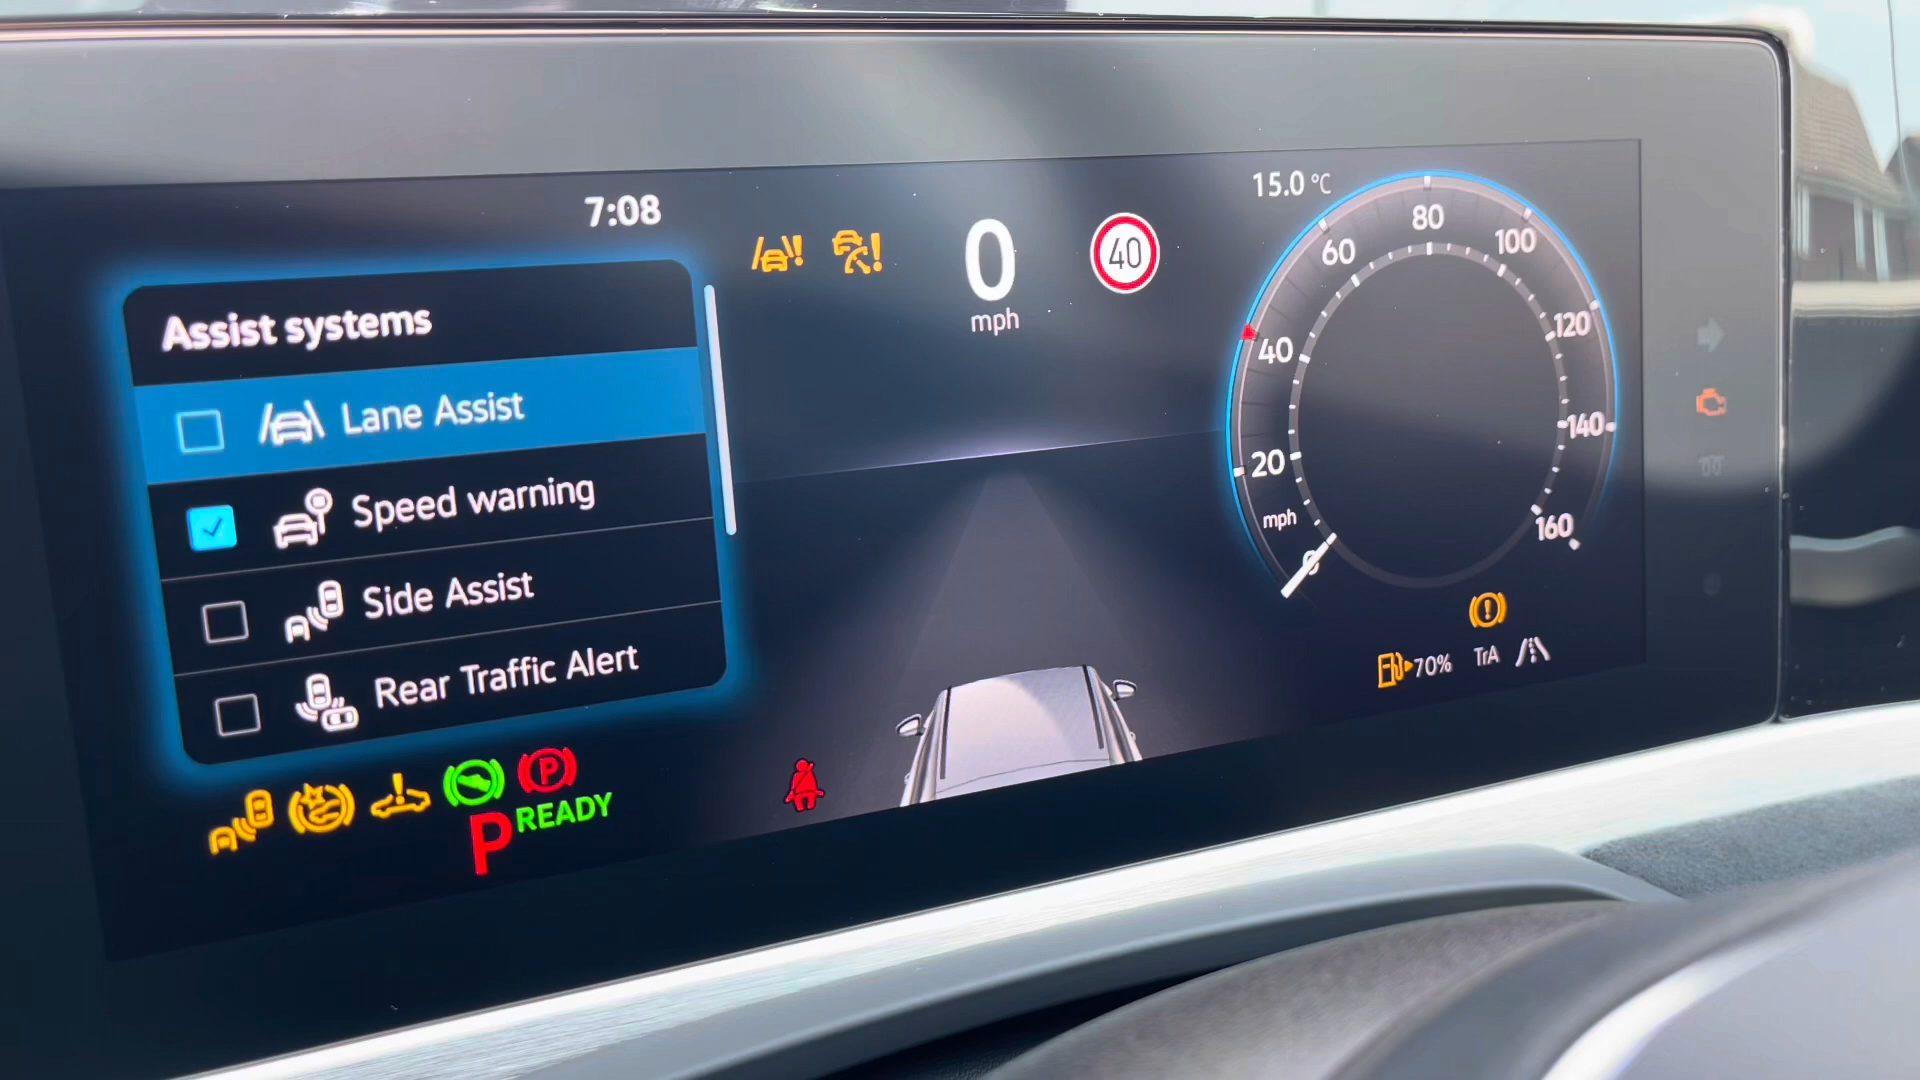 7:08
Assist systems
Lane Assist
Speed warning
Side Assist
Rear Traffic Alert
P
P READY
0
mph
40
15.0 °C
0
20
40
60
80
100
120
140
160
mph
70%
TrA